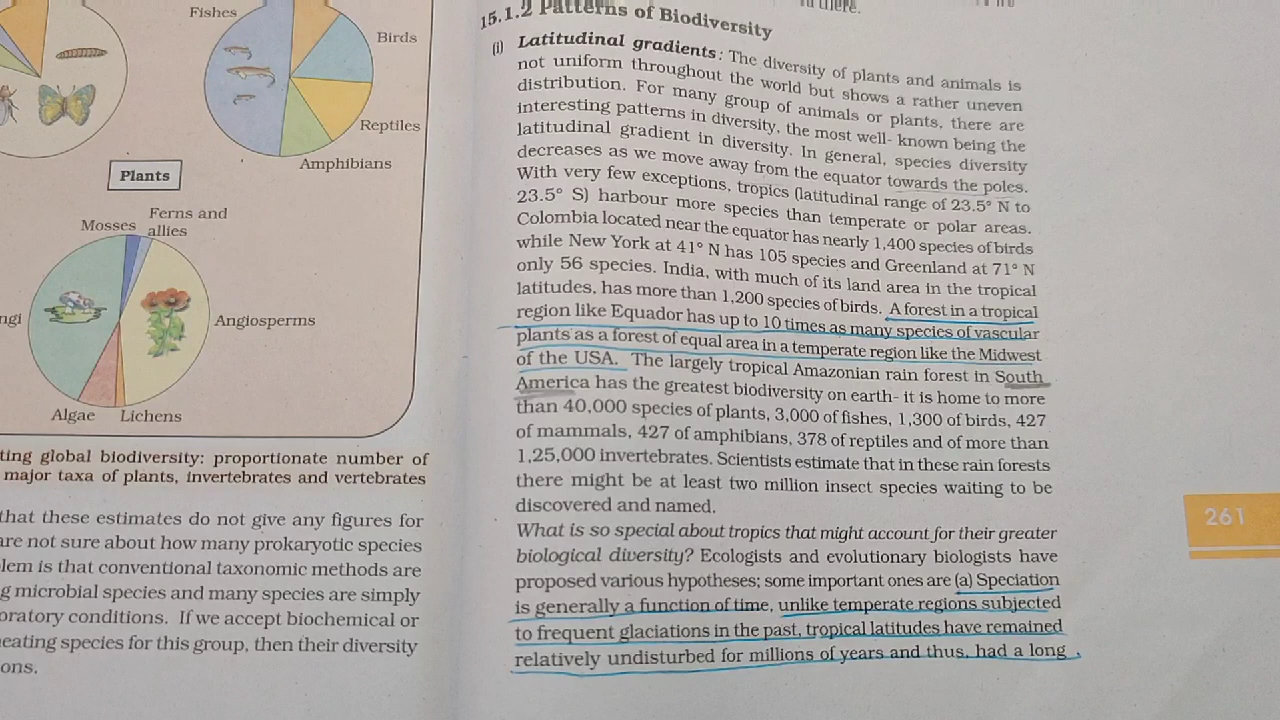 Fishes
Birds
Reptiles
Amphibians
Plants
Mosses
Ferns and
allies
Angiosperms
Algae
Lichens
ting global biodiversity: proportionate number of
major taxa of plants, invertebrates and vertebrates
that these estimates do not give any figures for
are not sure about how many prokaryotic species
lem is that conventional taxonomic methods are
g microbial species and many species are simply
oratory conditions. If we accept biochemical or
eating species for this group, then their diversity
ons.
15.1.2 Patterns of Biodiversity
(i) Latitudinal gradients: The diversity of plants and animals is
not uniform throughout the world but shows a rather uneven
distribution. For many group of animals or plants, there are
interesting patterns in diversity, the most well- known being the
latitudinal gradient in diversity. In general, species diversity
decreases as we move away from the equator towards the poles.
With very few exceptions, tropics (latitudinal range of 23.5° N to
23.5° S) harbour more species than temperate or polar areas.
Colombia located near the equator has nearly 1,400 species of birds
while New York at 41° N has 105 species and Greenland at 71° N
only 56 species. India, with much of its land area in the tropical
latitudes, has more than 1,200 species of birds. A forest in a tropical
region like Equador has up to 10 times as many species of vascular
plants as a forest of equal area in a temperate region like the Midwest
of the USA. The largely tropical Amazonian rain forest in South
America has the greatest biodiversity on earth- it is home to more
than 40,000 species of plants, 3,000 of fishes, 1,300 of birds, 427
of mammals, 427 of amphibians, 378 of reptiles and of more than
1,25,000 invertebrates. Scientists estimate that in these rain forests
there might be at least two million insect species waiting to be
discovered and named.
What is so special about tropics that might account for their greater
biological diversity? Ecologists and evolutionary biologists have
proposed various hypotheses; some important ones are (a) Speciation
is generally a function of time, unlike temperate regions subjected
to frequent glaciations in the past, tropical latitudes have remained
relatively undisturbed for millions of years and thus, had a long
261